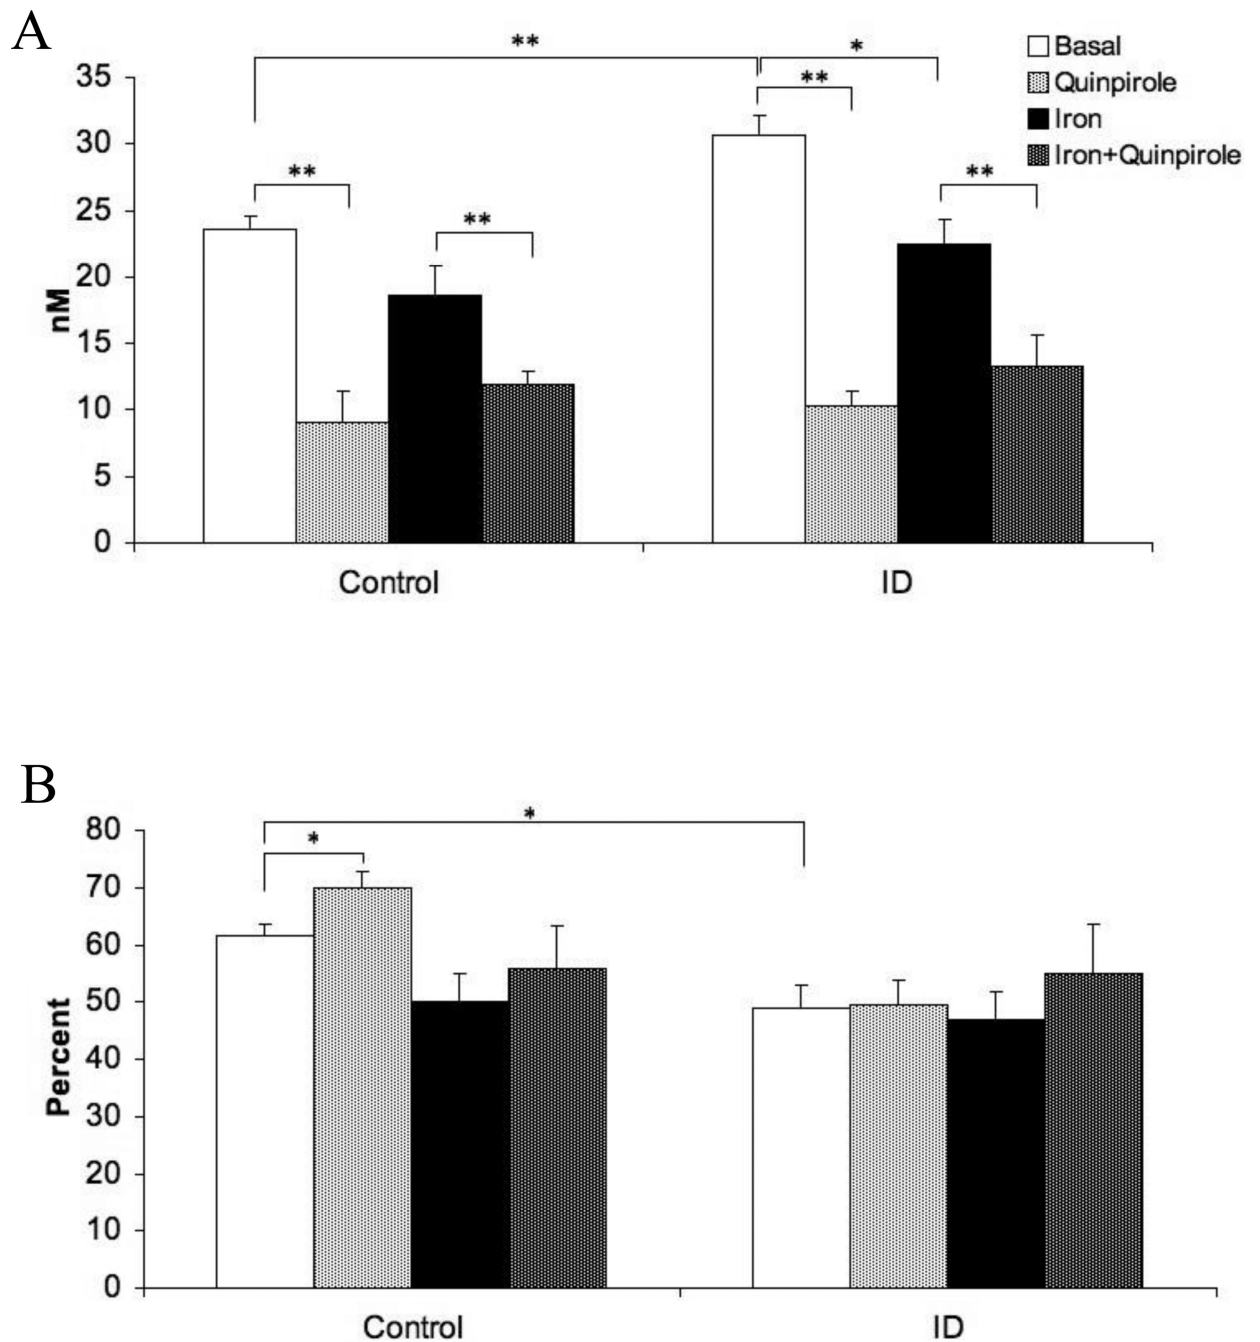 A
** *
** Basal
35 Quinpirole
30 Iron
** ** Iron+Quinpirole
25 **
20
nM
15
10
5
0
Control ID
B
80 *
*
70
60
50
40
Percent
30
20
10
0
Control ID